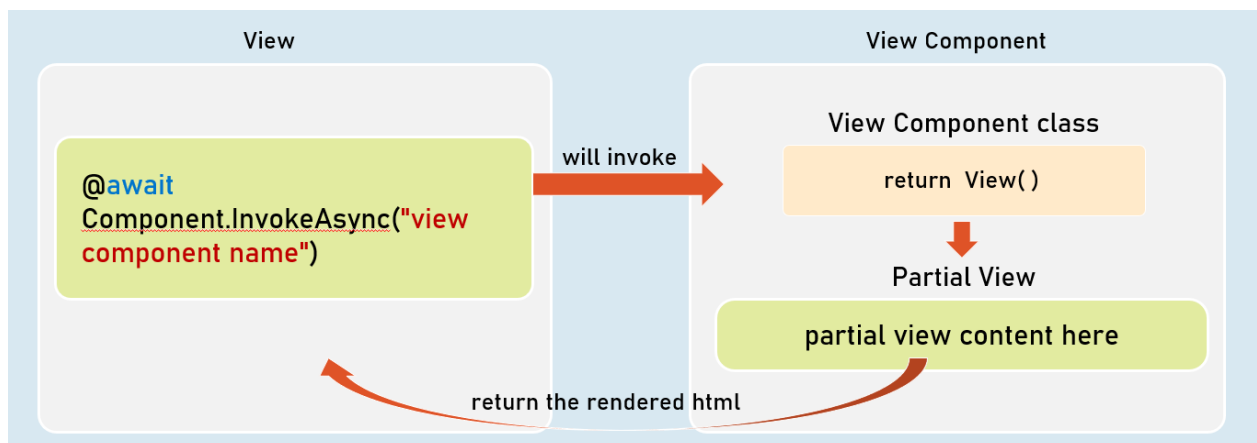 View
@await
Component.InvokeAsync("view
component name")
will invoke
View Component
View Component class
return View( )
Partial View
partial view content here
return the rendered html